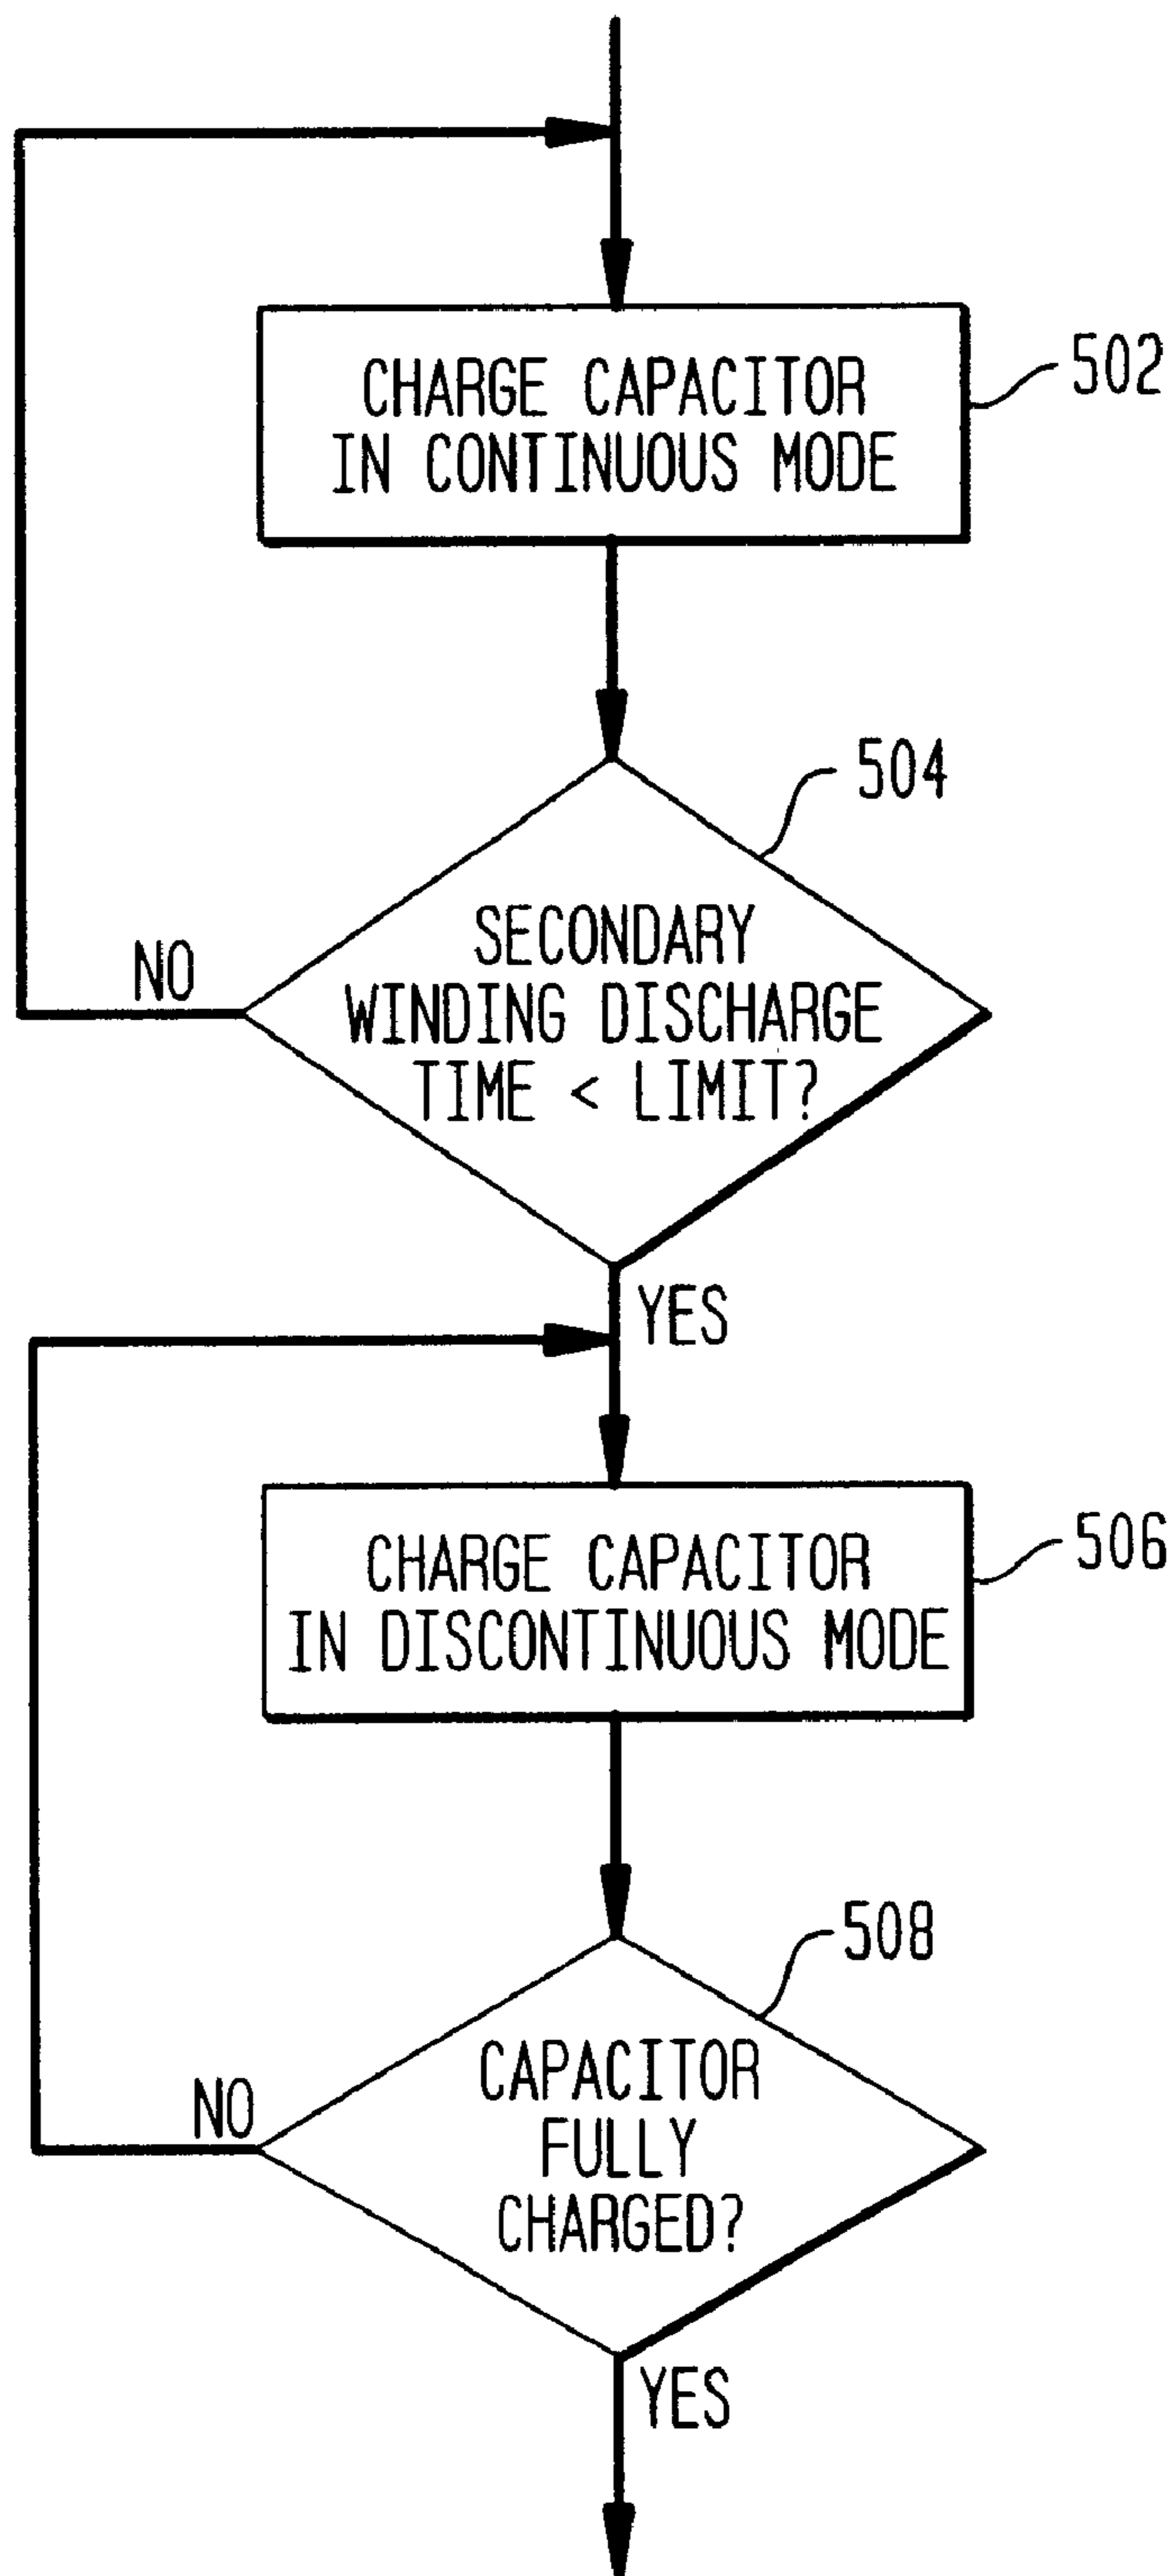 CHARGE CAPACITOR
IN CONTINUOUS MODE
502
504
SECONDARY
WINDING DISCHARGE
TIME < LIMIT?
NO
YES
CHARGE CAPACITOR
IN DISCONTINUOUS MODE
506
508
CAPACITOR
FULLY
CHARGED?
NO
YES